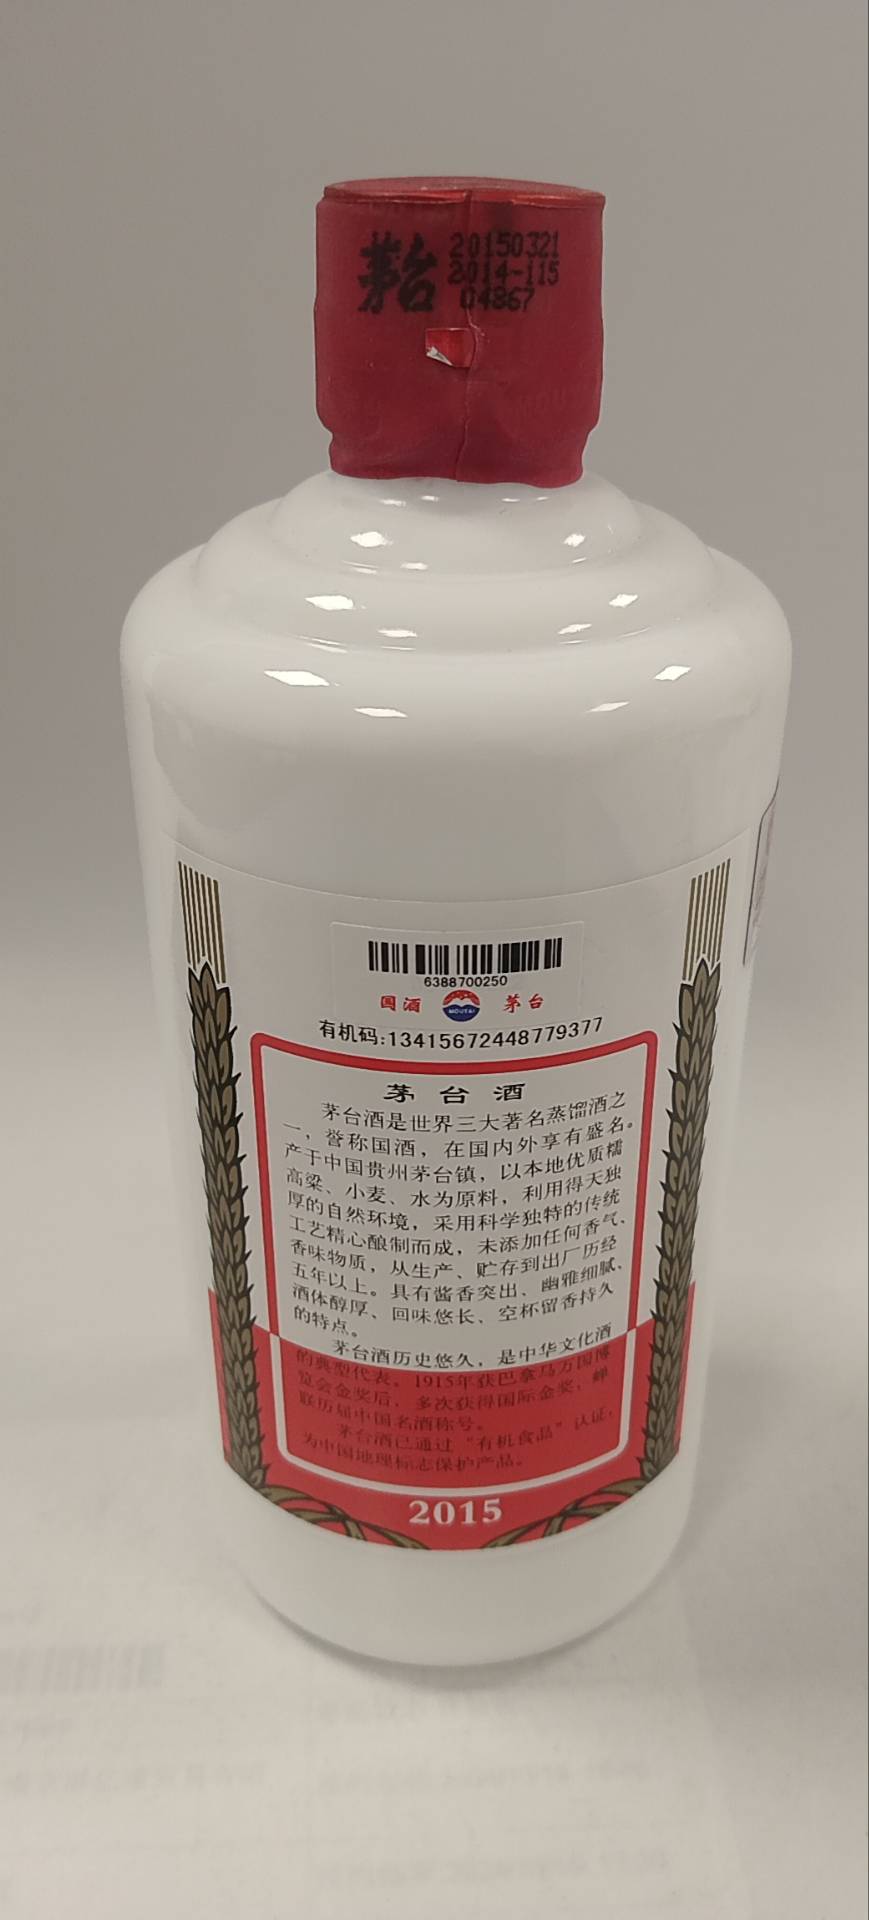 茅台
20150321
2014-115
04867
6388700250
国酒
MOUTAI
茅台
有机码:13415672448779377
茅台酒
茅台酒是世界三大著名蒸馏酒之
一，誉称国酒，在国内外享有盛名。
产于中国贵州茅台镇，以本地优质糯
高粱、小麦、水为原料，利用得天独
厚的自然环境，采用科学独特的传统
工艺精心酿制而成，未添加任何香气、
香味物质，从生产、贮存到出厂历经
五年以上。具有酱香突出、幽雅细腻、
酒体醇厚、回味悠长、空杯留香持久
的特点。
茅台酒历史悠久，是中华文化酒
的典型代表。1915年获巴拿马万国博
览会金奖后，多次获得国际金奖，蝉
联历届中国名酒称号。
茅台酒已通过“有机食品”认证，
为中国地理标志保护产品。
2015